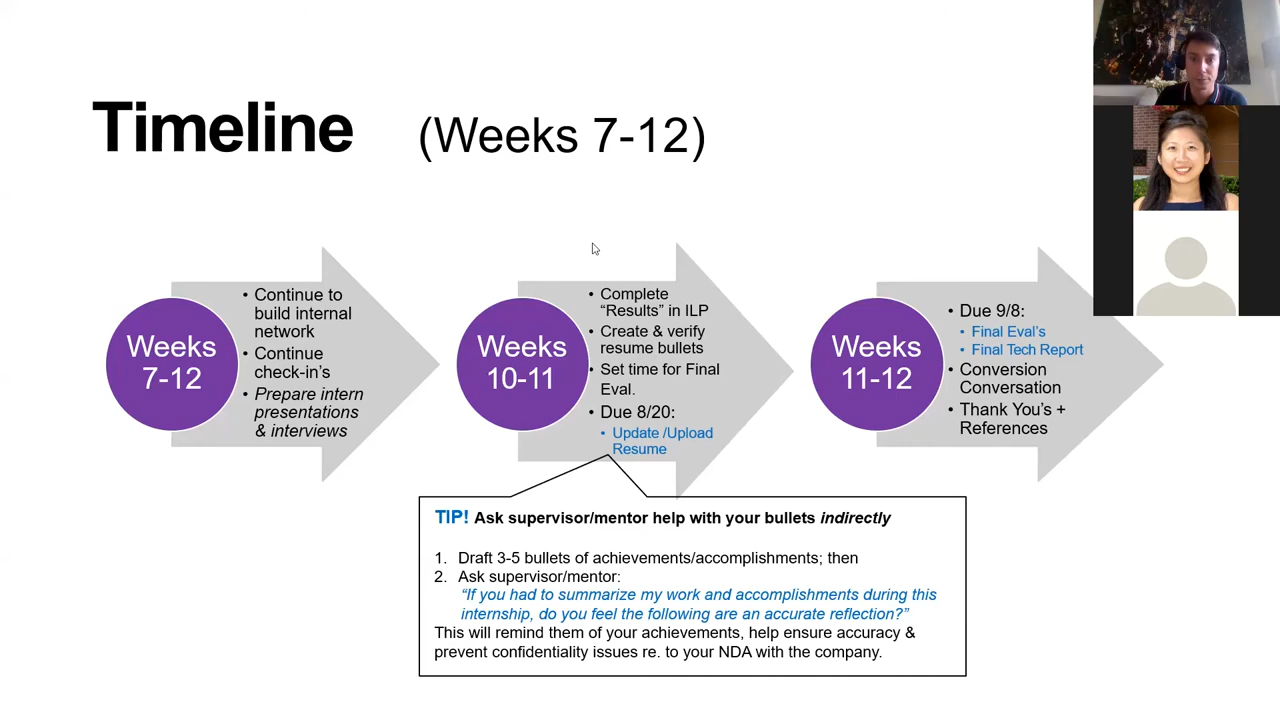 Timeline (Weeks 7-12)
Weeks
7-12
• Continue to
build internal
network
• Continue
check-in's
• Prepare intern
presentations
& interviews
Weeks
10-11
• Complete
“Results” in ILP
• Create & verify
resume bullets
• Set time for Final
Eval.
• Due 8/20:
• Update /Upload
Resume
Weeks
11-12
• Due 9/8:
• Final Eval's
• Final Tech Report
• Conversion
Conversation
• Thank You's +
References
TIP! Ask supervisor/mentor help with your bullets indirectly
1. Draft 3-5 bullets of achievements/accomplishments; then
2. Ask supervisor/mentor:
“If you had to summarize my work and accomplishments during this
internship, do you feel the following are an accurate reflection?”
This will remind them of your achievements, help ensure accuracy &
prevent confidentiality issues re. to your NDA with the company.